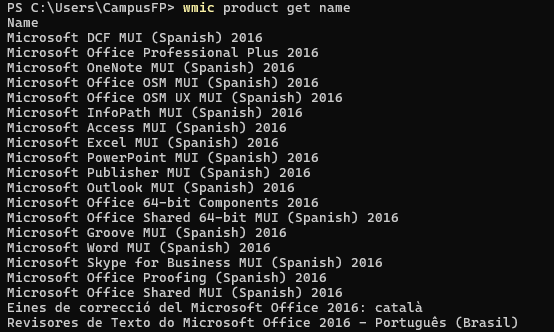 PS C:\Users\CampusFP> wmic product get name
Name
Microsoft DCF MUI (Spanish) 2016
Microsoft Office Professional Plus 2016
Microsoft OneNote MUI (Spanish) 2016
Microsoft Office OSM MUI (Spanish) 2016
Microsoft Office OSM UX MUI (Spanish) 2016
Microsoft InfoPath MUI (Spanish) 2016
Microsoft Access MUI (Spanish) 2016
Microsoft Excel MUI (Spanish) 2016
Microsoft PowerPoint MUI (Spanish) 2016
Microsoft Publisher MUI (Spanish) 2016
Microsoft Outlook MUI (Spanish) 2016
Microsoft Office 64-bit Components 2016
Microsoft Office Shared 64-bit MUI (Spanish) 2016
Microsoft Groove MUI (Spanish) 2016
Microsoft Word MUI (Spanish) 2016
Microsoft Skype for Business MUI (Spanish) 2016
Microsoft Office Proofing (Spanish) 2016
Microsoft Office Shared MUI (Spanish) 2016
Eines de correcció del Microsoft Office 2016: català
Revisores de Texto do Microsoft Office 2016 – Português (Brasil)